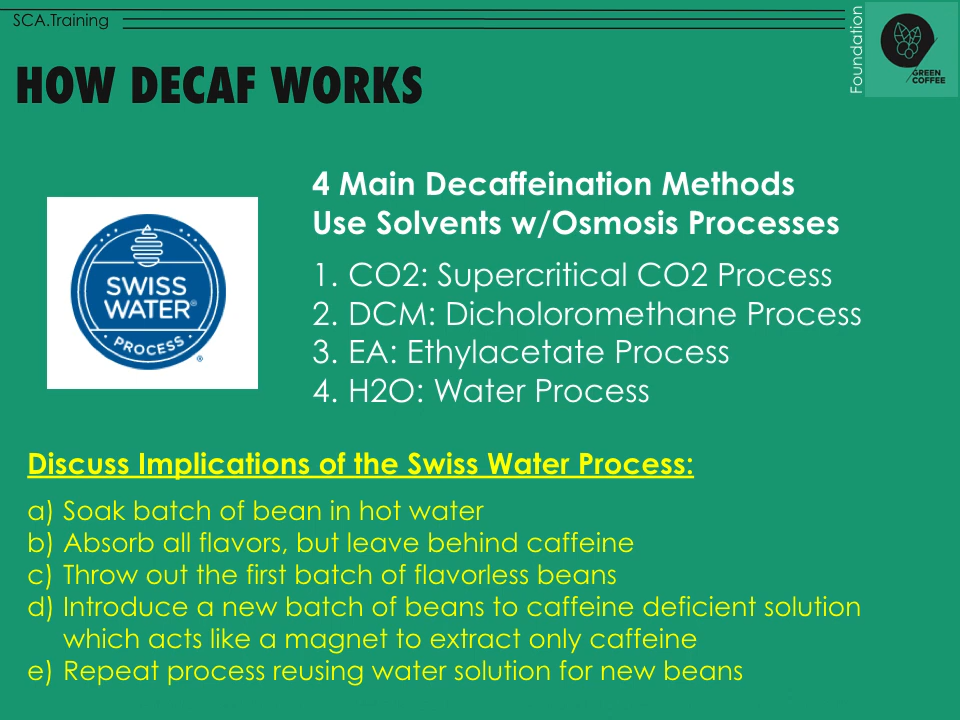 SCA.Training
Foundation
GREEN
COFFEE
HOW DECAF WORKS
4 Main Decaffeination Methods
Use Solvents w/Osmosis Processes
1. CO2: Supercritical CO2 Process
2. DCM: Dicholoromethane Process
3. EA: Ethylacetate Process
4. H2O: Water Process
SWISS
WATER®
PROCESS
®
Discuss Implications of the Swiss Water Process:
a) Soak batch of bean in hot water
b) Absorb all flavors, but leave behind caffeine
c) Throw out the first batch of flavorless beans
d) Introduce a new batch of beans to caffeine deficient solution
which acts like a magnet to extract only caffeine
e) Repeat process reusing water solution for new beans